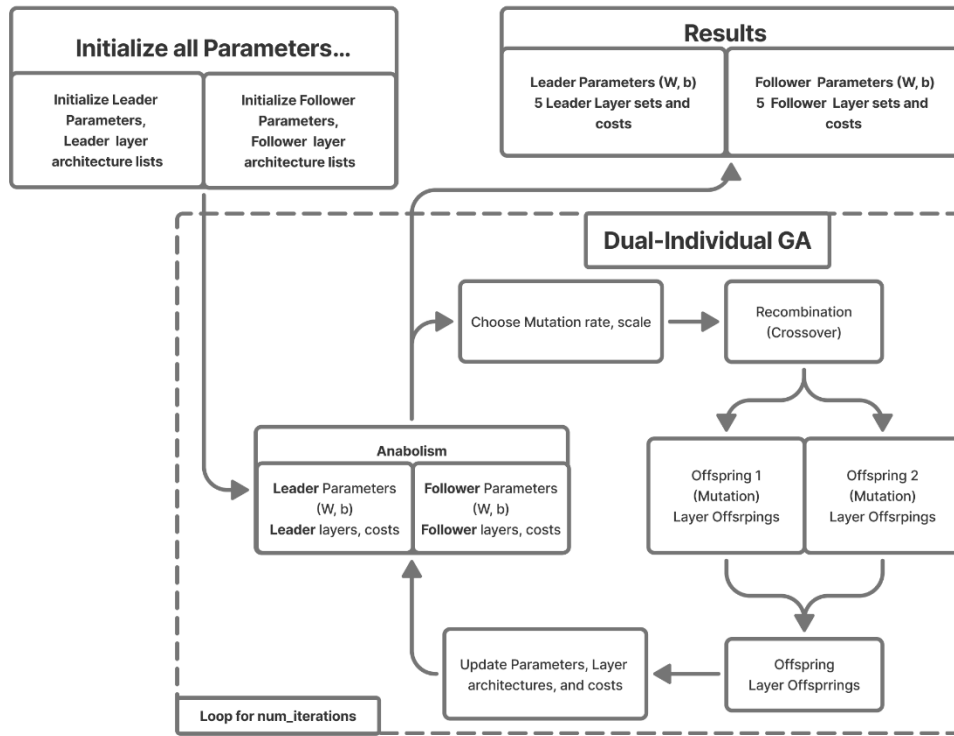 Initialize all Parameters...
Initialize Leader
Parameters,
Leader layer
architecture lists
Initialize Follower
Parameters,
Follower layer
architecture lists
Results
Leader Parameters (W, b)
5 Leader Layer sets and
costs
Follower Parameters (W, b)
5 Follower Layer sets and
costs
Dual-Individual GA
Choose Mutation rate, scale
Recombination
(Crossover)
Anabolism
Leader Parameters
(W, b)
Leader layers, costs
Follower Parameters
(W, b)
Follower layers, costs
Offspring 1
(Mutation)
Layer Offsrpings
Offspring 2
(Mutation)
Layer Offsrpings
Update Parameters, Layer
architectures, and costs
Offspring
Layer Offsprrings
Loop for num_iterations